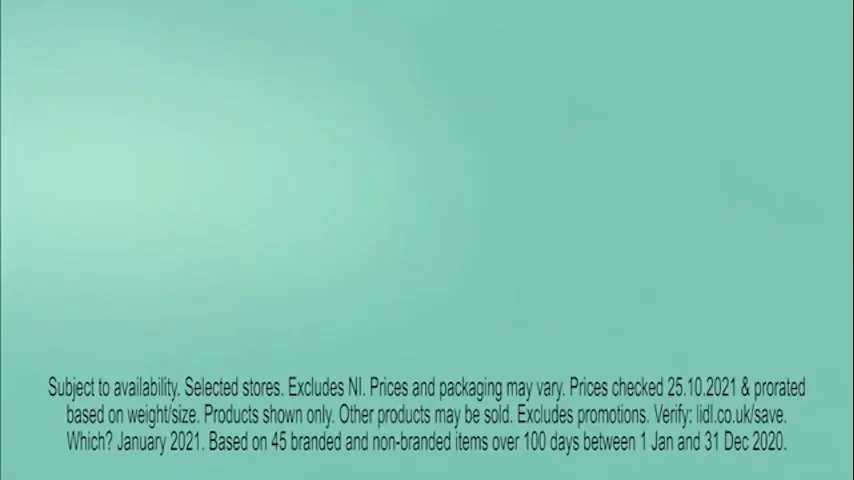 Subject to availability. Selected stores. Excludes NI. Prices and packaging may vary. Prices checked 25.10.2021 & prorated
based on weight/size. Products shown only. Other products may be sold. Excludes promotions. Verify: lidl.co.uk/save.
Which? January 2021. Based on 45 branded and non-branded items over 100 days between 1 Jan and 31 Dec 2020.